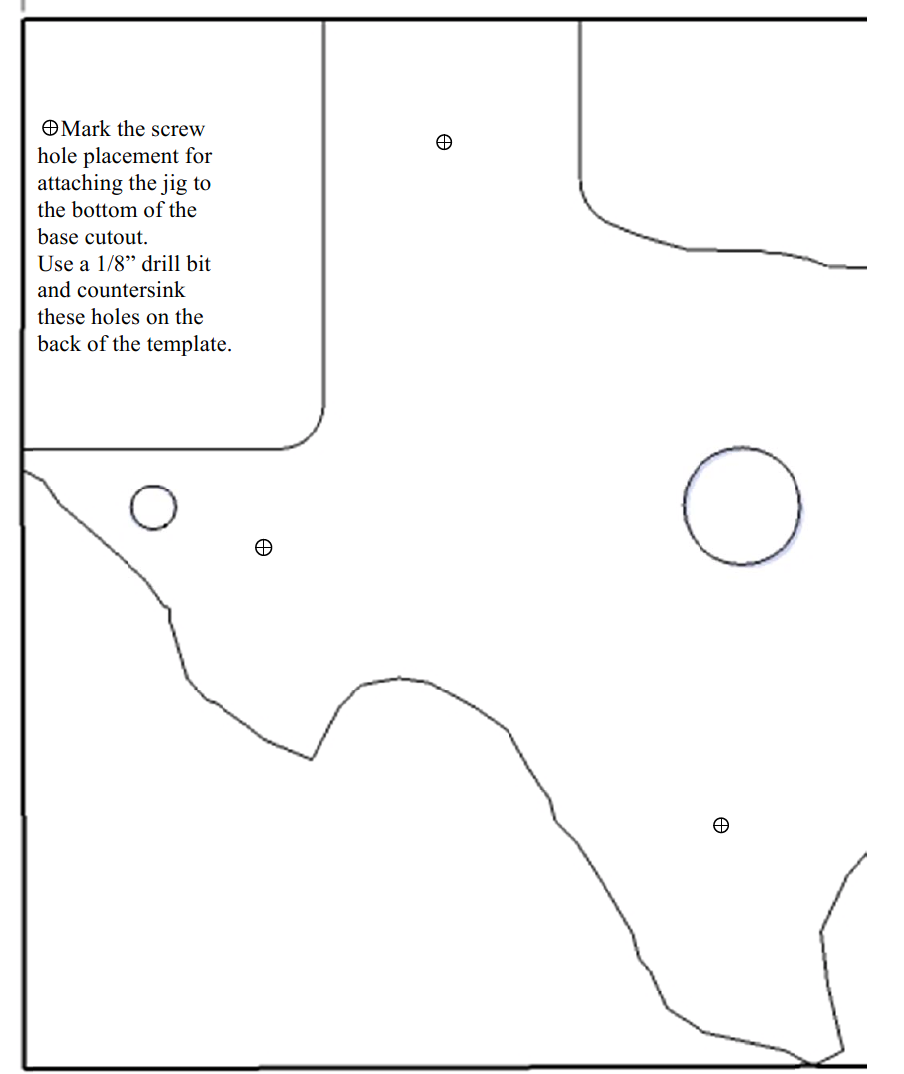 ⊕Mark the screw
hole placement for
attaching the jig to
the bottom of the
base cutout.
Use a 1/8” drill bit
and countersink
these holes on the
back of the template.